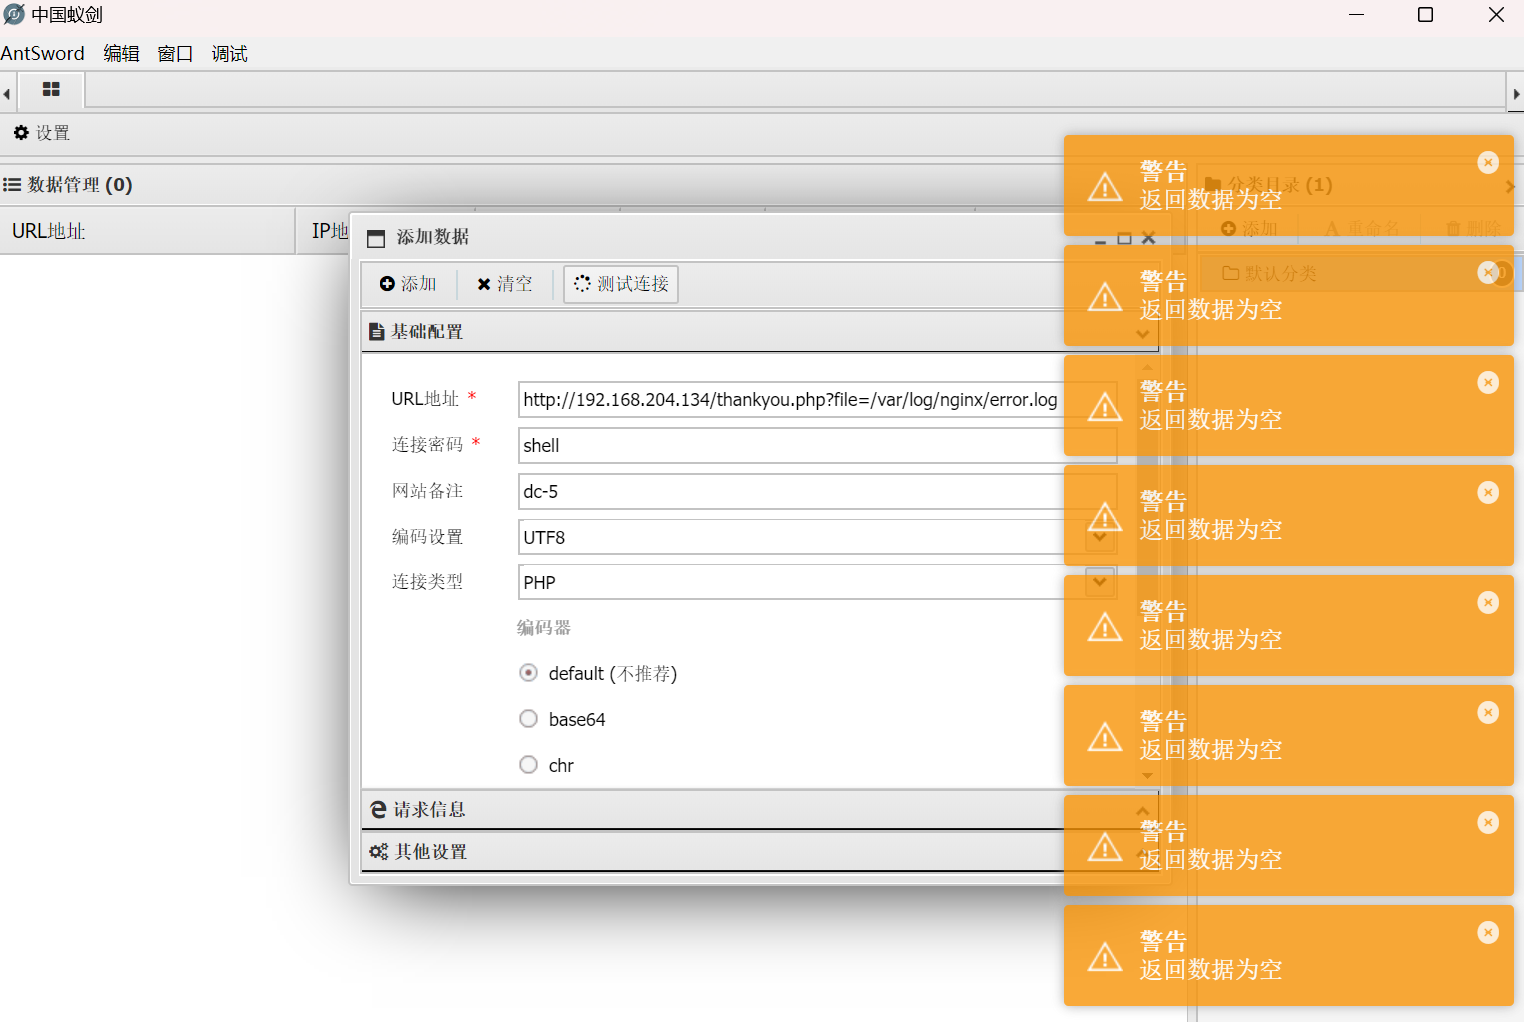 中国蚁剑
AntSword 编辑 窗口 调试
设置
数据管理 (0)
分类目录 (1)
URL地址
IP地
添加 重命名 删除
默认分类
0
添加数据
添加 清空 测试连接
基础配置
URL地址 * http://192.168.204.134/thankyou.php?file=/var/log/nginx/error.log
连接密码 * shell
网站备注 dc-5
编码设置 UTF8
连接类型 PHP
编码器
default (不推荐)
base64
chr
请求信息
其他设置
警告
返回数据为空
警告
返回数据为空
警告
返回数据为空
警告
返回数据为空
警告
返回数据为空
警告
返回数据为空
警告
返回数据为空
警告
返回数据为空